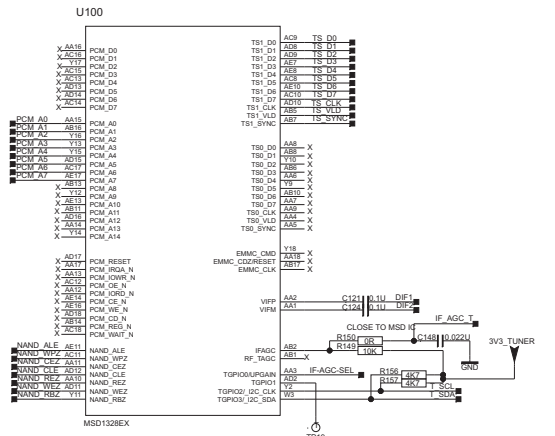 U100
X AA16 PCM_D0
X AC16 PCM_D1
X Y17 PCM_D2
X AC15 PCM_D3
X AC13 PCM_D4
X AD13 PCM_D5
X AD14 PCM_D6
X AC14 PCM_D7
PCM_A0 AA15 PCM_A0
PCM_A1 AB16 PCM_A1
PCM_A2 Y16 PCM_A2
PCM_A3 Y13 PCM_A3
PCM_A4 Y15 PCM_A4
PCM_A5 AD15 PCM_A5
PCM_A6 AC17 PCM_A6
PCM_A7 AE17 PCM_A7
X AB13 PCM_A8
X Y12 PCM_A9
X AE13 PCM_A10
X AB11 PCM_A11
X AD16 PCM_A12
X AA14 PCM_A13
X Y14 PCM_A14
X AD17 PCM_RESET
X AA17 PCM_IRQA_N
X AA13 PCM_IOWR_N
X AC12 PCM_OE_N
X AA12 PCM_IORD_N
X AE14 PCM_CE_N
X AE16 PCM_WE_N
X AD18 PCM_CD_N
X AB14 PCM_REG_N
X AC18 PCM_WAIT_N
NAND_ALE AE11 NAND_ALE
NAND_WPZ AC11 NAND_WPZ
NAND_CEZ AA11 NAND_CEZ
NAND_CLE AD12 NAND_CLE
NAND_REZ AA10 NAND_REZ
NAND_WEZ AD11 NAND_WEZ
NAND_RBZ Y11 NAND_RBZ
MSD1328EX
TS1_D0 AC9 TS_D0
TS1_D1 AD8 TS_D1
TS1_D2 AD9 TS_D2
TS1_D3 AE7 TS_D3
TS1_D4 AE8 TS_D4
TS1_D5 AC8 TS_D5
TS1_D6 AE10 TS_D6
TS1_D7 AC10 TS_D7
TS1_CLK AD10 TS_CLK
TS1_VLD AB5 TS_VLD
TS1_SYNC AB7 TS_SYNC
TS0_D0 AA8 X
TS0_D1 AB8 X
TS0_D2 Y10 X
TS0_D3 AB6 X
TS0_D4 AA6 X
TS0_D5 Y9 X
TS0_D6 AB10 X
TS0_D7 AA7 X
TS0_CLK AA9 X
TS0_VLD AA4 X
TS0_SYNC AA5 X
EMMC_CMD Y18 X
EMMC_CDZ/RESET AA18 X
EMMC_CLK AB17 X
VIFP AA2 C121 0.1U DIF1
VIFM AA1 C124 0.1U DIF2
CLOSE TO MSD IC
IF_AGC_T
R150 0R C148 0.022U
IFAGC AB2 R149 10K
RF_TAGC AB1 X
GND
3V3_TUNER
TGPIO0/UPGAIN AA3 IF-AGC-SEL
R156 4K7
TGPIO1 AD2 R157 4K7
TGPIO2/ I2C_CLK Y2 T_SCL
TGPIO3/ I2C_SDA W3 T_SDA